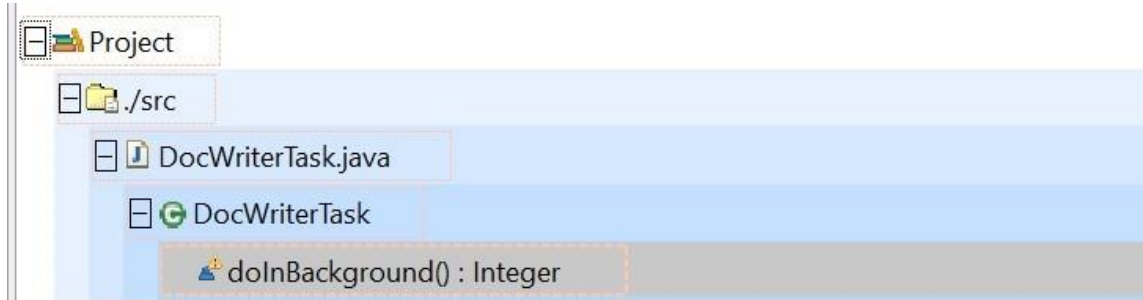 Project
./src
DocWriterTask.java
DocWriterTask
doInBackground() : Integer